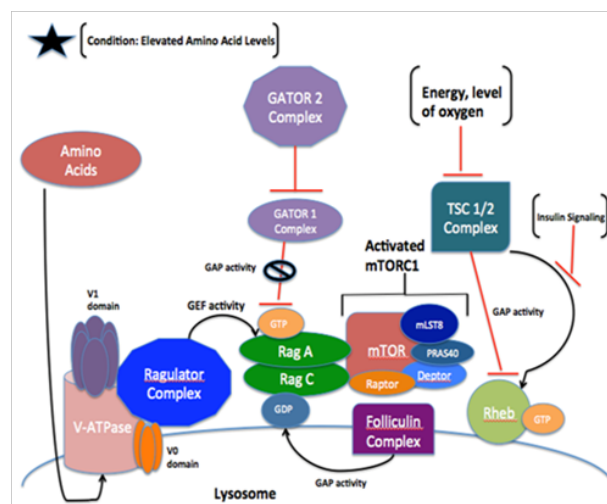 Condition: Elevated Amino Acid Levels
GATOR 2
Complex
Energy, level
of oxygen
Amino
Acids
GATOR 1
Complex
TSC 1/2
Complex
Insulin Signaling
GAP activity
Activated
mTORC1
V1
domain
GEF activity
GTP
mLST8
GAP activity
Rag A
mTOR
PRAS40
Ragulator
Complex
Rag C
Raptor
Deptor
V-ATPase
GDP
Folliculin
Complex
Rheb
GTP
V0
domain
Lysosome
GAP activity